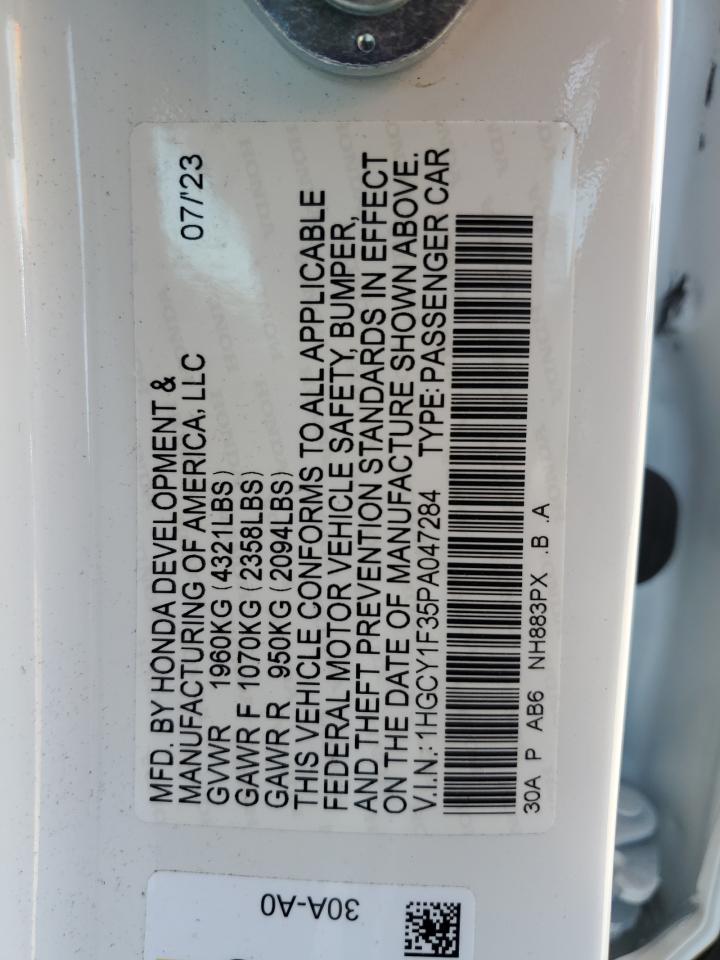 MFD. BY HONDA DEVELOPMENT &
MANUFACTURING OF AMERICA, LLC 07/'23
GVWR 1960KG (4321LBS)
GAWR F 1070KG (2358LBS)
GAWR R 950KG (2094LBS)
THIS VEHICLE CONFORMS TO ALL APPLICABLE
FEDERAL MOTOR VEHICLE SAFETY, BUMPER,
AND THEFT PREVENTION STANDARDS IN EFFECT
ON THE DATE OF MANUFACTURE SHOWN ABOVE.
V.I.N.: 1HGCY1F35PA047284 TYPE: PASSENGER CAR
30A P AB6 NH883PX .B .A
30A-A0